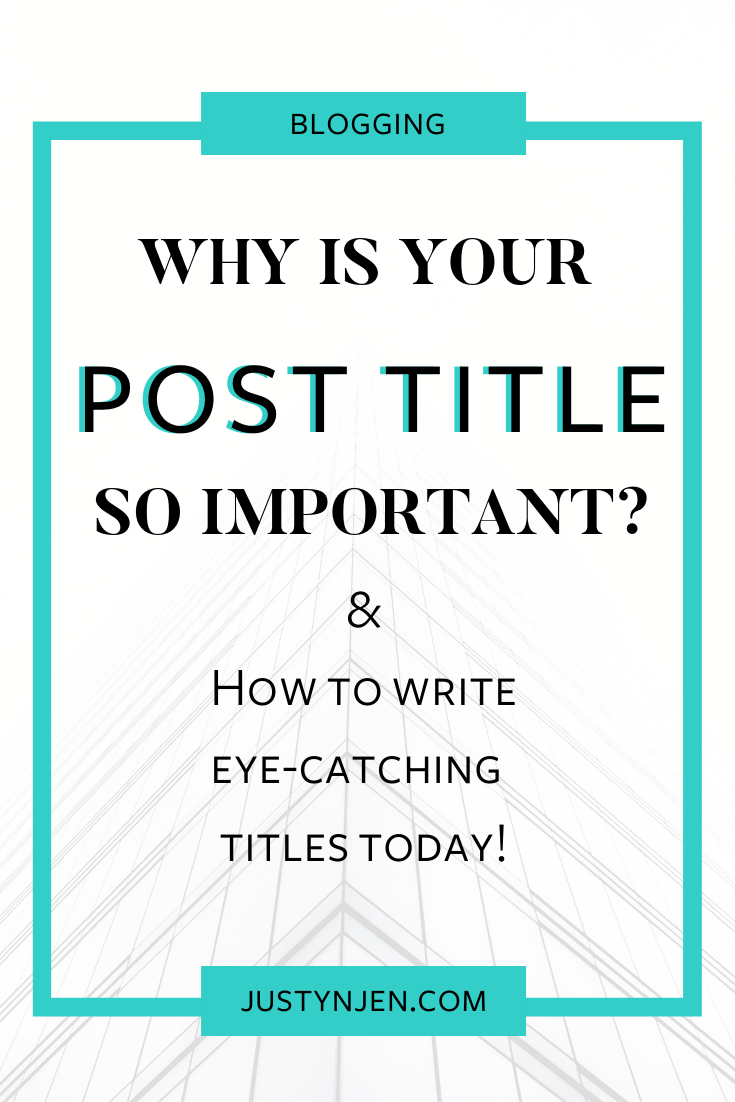 BLOGGING
WHY IS YOUR
POST TITLE
SO IMPORTANT?
&
HOW TO WRITE
EYE-CATCHING
TITLES TODAY!
JUSTYNJEN.COM